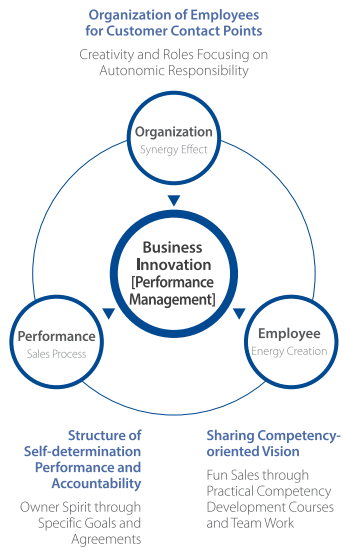 Organization of Employees
for Customer Contact Points
Creativity and Roles Focusing on
Autonomic Responsibility
Organization
Synergy Effect
Business
Innovation
[Performance
Management]
Performance
Sales Process
Employee
Energy Creation
Structure of
Self-determination
Performance and
Accountability
Owner Spirit through
Specific Goals and
Agreements
Sharing Competency-
oriented Vision
Fun Sales through
Practical Competency
Development Courses
and Team Work